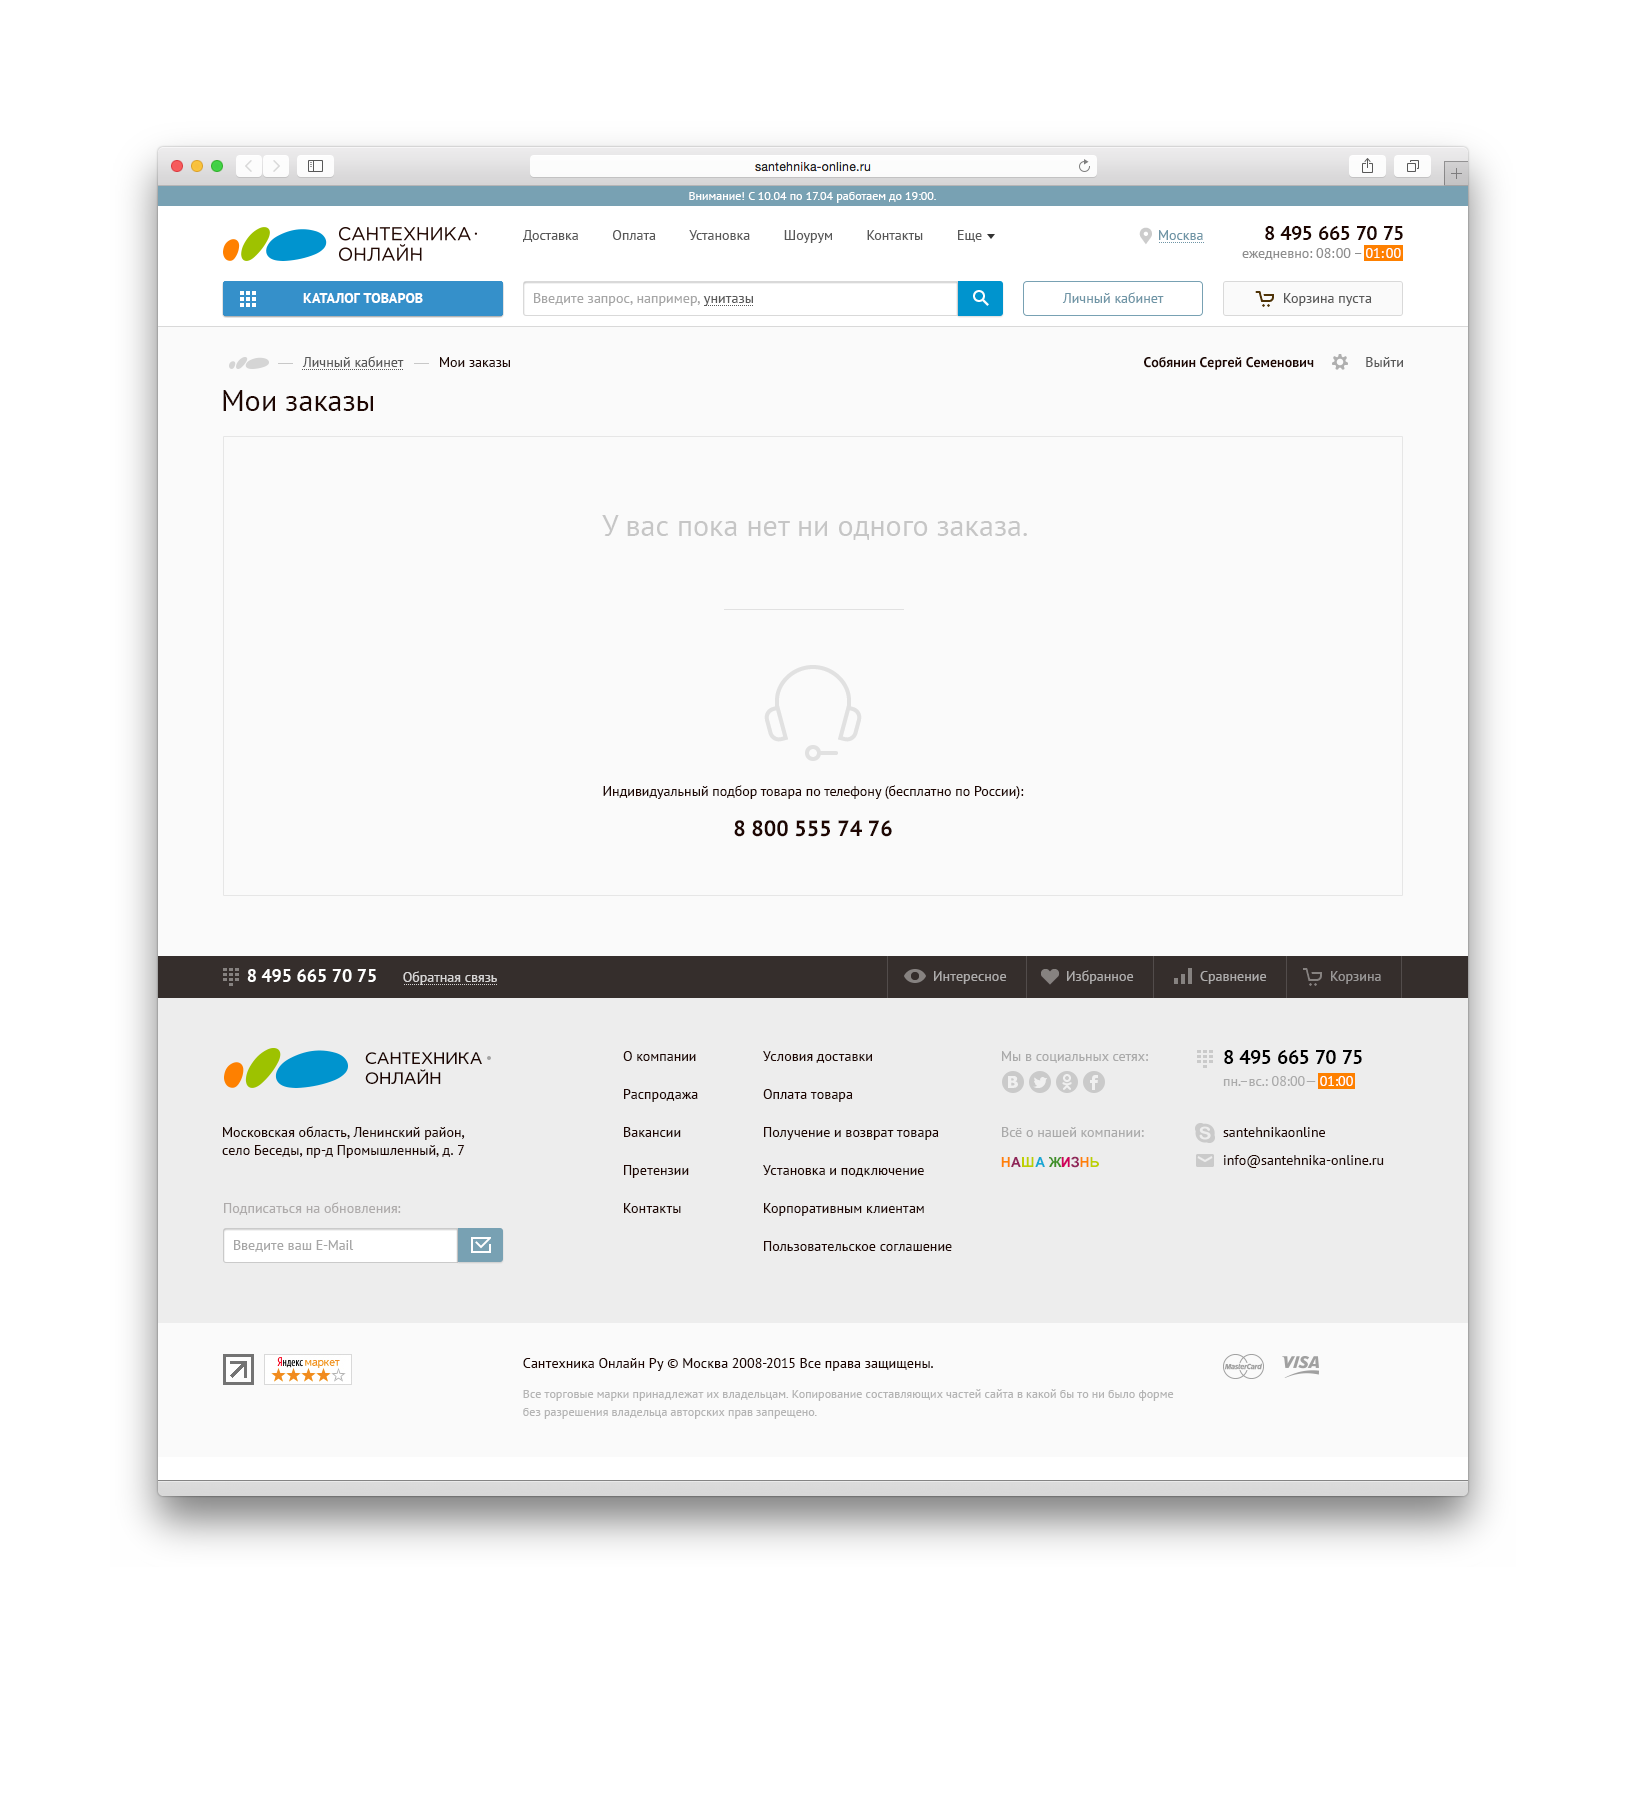 santehnika-online.ru
Внимание! С 10.04 по 17.04 работаем до 19:00.
САНТЕХНИКА
ОНЛАЙН
Доставка Оплата Установка Шоурум Контакты Еще
Москва
8 495 665 70 75
ежедневно: 08:00 – 01:00
КАТАЛОГ ТОВАРОВ
Введите запрос, например, унитазы
Личный кабинет
Корзина пуста
— Личный кабинет — Мои заказы
Собянин Сергей Семенович
Выйти
Мои заказы
У вас пока нет ни одного заказа.
Индивидуальный подбор товара по телефону (бесплатно по России):
8 800 555 74 76
8 495 665 70 75
Обратная связь
Интересное
Избранное
Сравнение
Корзина
САНТЕХНИКА
ОНЛАЙН
Московская область, Ленинский район,
село Беседы, пр-д Промышленный, д. 7
Подписаться на обновления:
Введите ваш E-Mail
О компании
Распродажа
Вакансии
Претензии
Контакты
Условия доставки
Оплата товара
Получение и возврат товара
Установка и подключение
Корпоративным клиентам
Пользовательское соглашение
Мы в социальных сетях:
Всё о нашей компании:
НАША ЖИЗНЬ
8 495 665 70 75
пн.–вс.: 08:00—01:00
santehnikaonline
info@santehnika-online.ru
Яндекс маркет
Сантехника Онлайн Ру © Москва 2008-2015 Все права защищены.
Все торговые марки принадлежат их владельцам. Копирование составляющих частей сайта в какой бы то ни было форме
без разрешения владельца авторских прав запрещено.
MasterCard
VISA